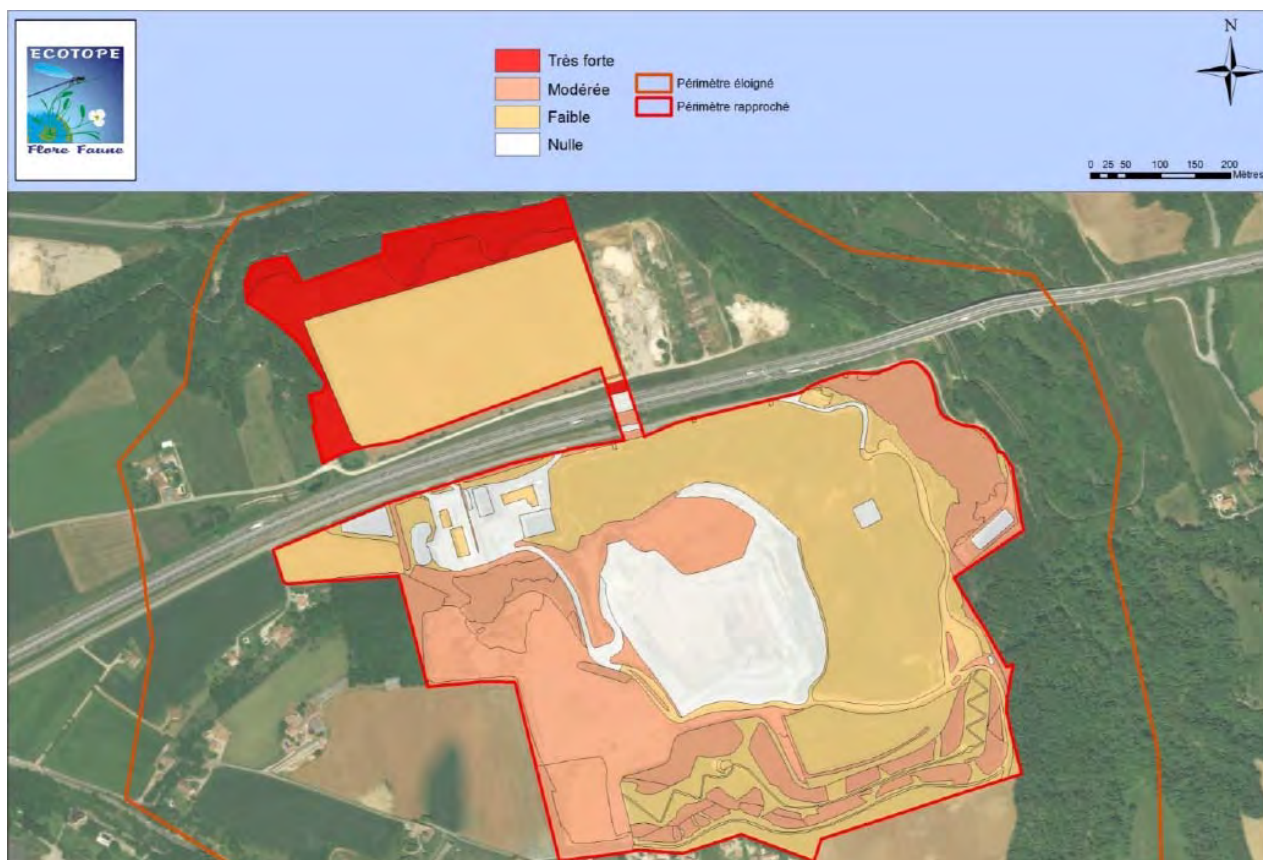 ECOTOPE
Flore Faune
Très forte
Modérée
Faible
Nulle
Périmètre éloigné
Périmètre rapproché
N
0 25 50 100 150 200
Mètres